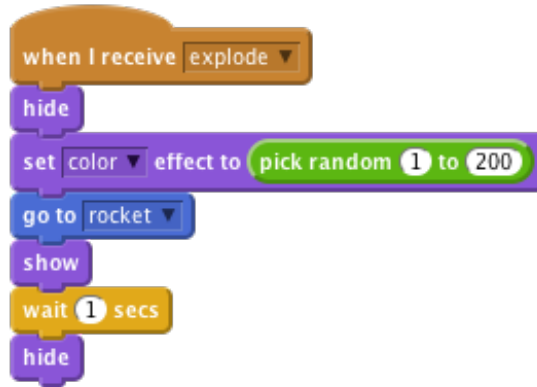 when I receive explode
hide
set color effect to pick random 1 to 200
go to rocket
show
wait 1 secs
hide